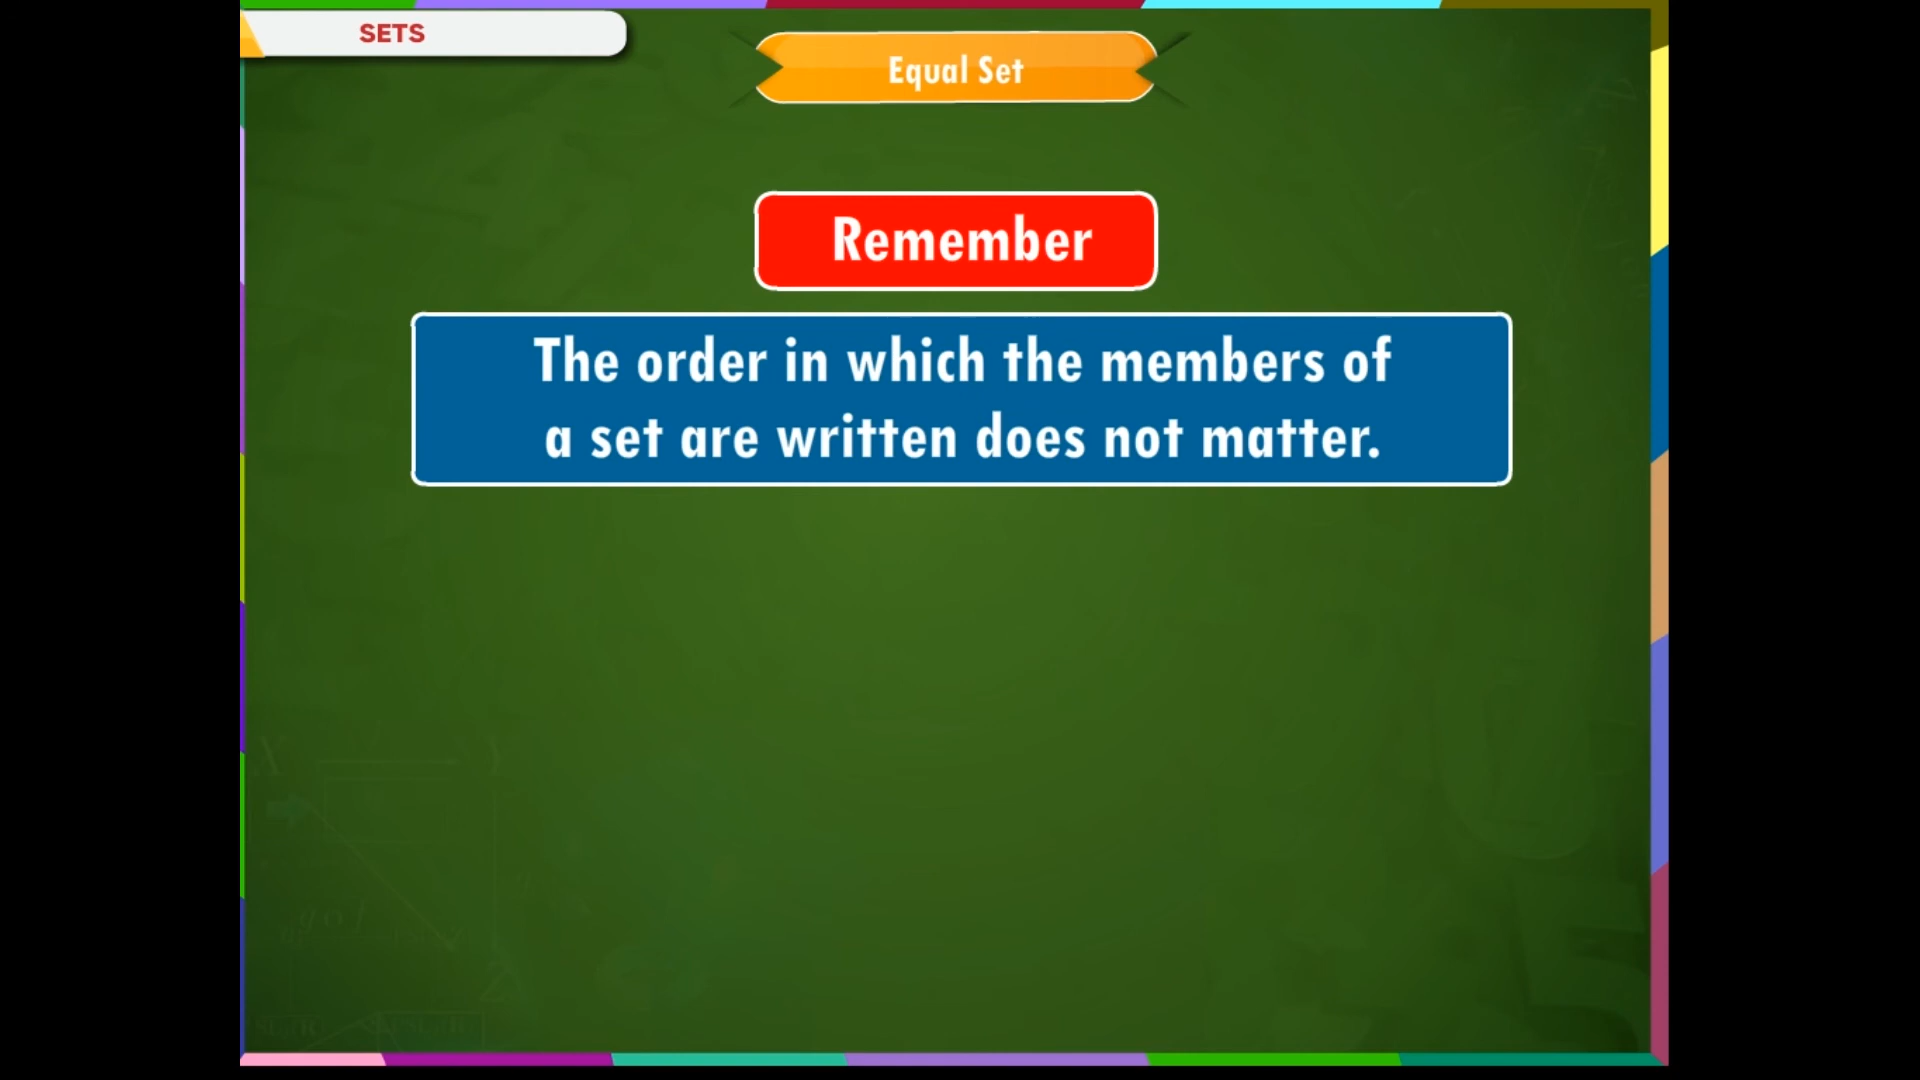 SETS
Equal Set
Remember
The order in which the members of
a set are written does not matter.